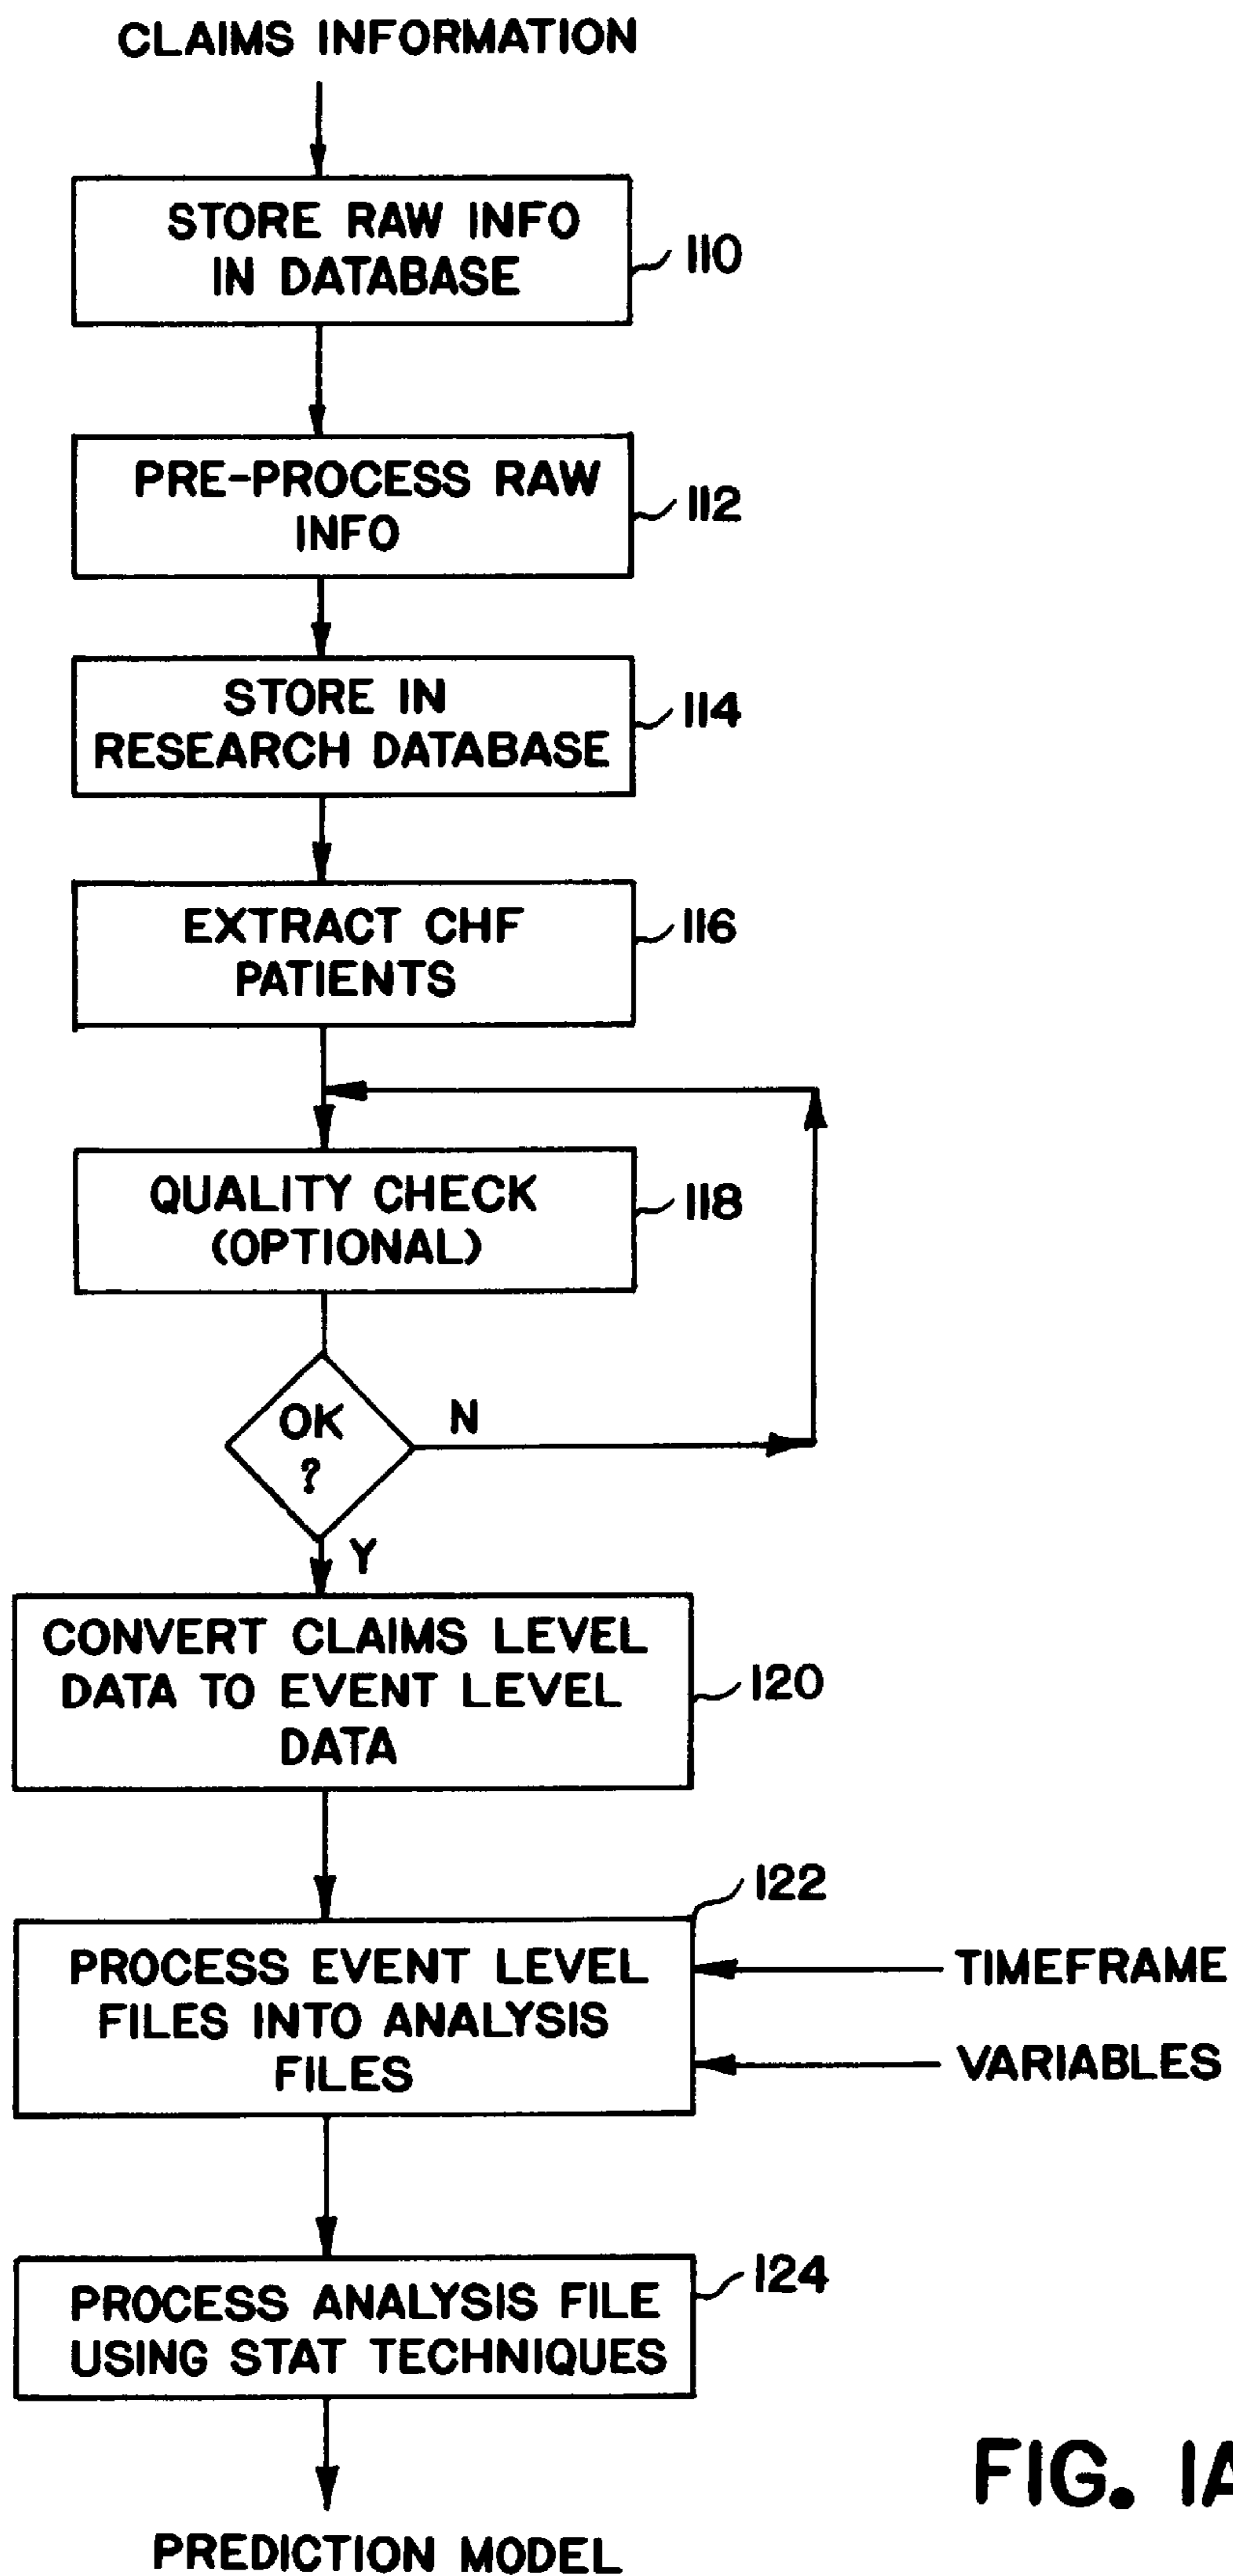 CLAIMS INFORMATION
STORE RAW INFO
IN DATABASE
110
PRE-PROCESS RAW
INFO
112
STORE IN
RESEARCH DATABASE
114
EXTRACT CHF
PATIENTS
116
QUALITY CHECK
(OPTIONAL)
118
OK
?
N
Y
CONVERT CLAIMS LEVEL
DATA TO EVENT LEVEL
DATA
120
122
PROCESS EVENT LEVEL
FILES INTO ANALYSIS
FILES
TIMEFRAME
VARIABLES
124
PROCESS ANALYSIS FILE
USING STAT TECHNIQUES
PREDICTION MODEL
FIG. 1A